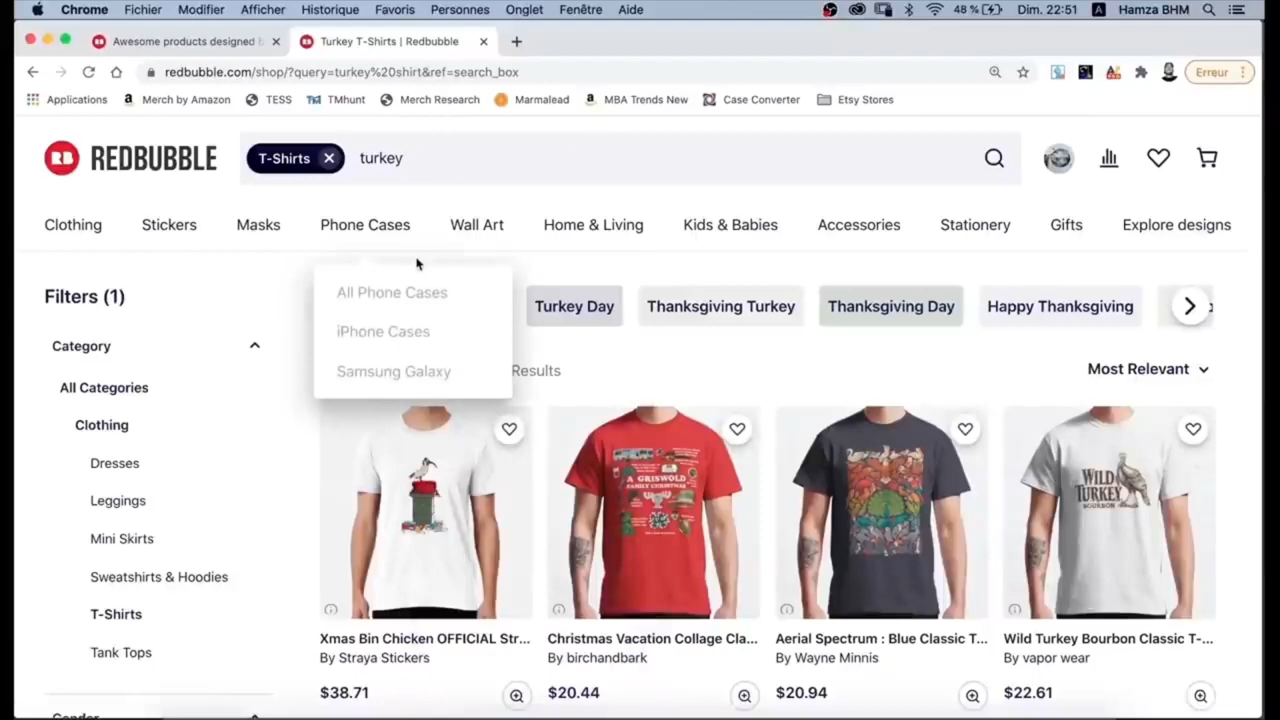 Chrome Fichier Modifier Afficher Historique Favoris Personnes Onglet Fenêtre Aide 48 % Dim. 22:51 A Hamza BHM
Awesome products designed b Turkey T-Shirts | Redbubble
redbubble.com/shop/?query=turkey%20shirt&ref=search_box Erreur
Applications Merch by Amazon TESS TMhunt Merch Research Marmalead MBA Trends New Case Converter Etsy Stores
RB REDBUBBLE T-Shirts turkey
Clothing Stickers Masks Phone Cases Wall Art Home & Living Kids & Babies Accessories Stationery Gifts Explore designs
Filters (1)
All Phone Cases
iPhone Cases
Samsung Galaxy
Turkey Day Thanksgiving Turkey Thanksgiving Day Happy Thanksgiving
Results
Most Relevant
Category
All Categories
Clothing
Dresses
Leggings
Mini Skirts
Sweatshirts & Hoodies
T-Shirts
Tank Tops
Gender
A GRISWOLD
FAMILY CHRISTMAS
WILD
TURKEY
BOURBON
Xmas Bin Chicken OFFICIAL Str...
By Straya Stickers
$38.71
Christmas Vacation Collage Cla...
By birchandbark
$20.44
Aerial Spectrum : Blue Classic T...
By Wayne Minnis
$20.94
Wild Turkey Bourbon Classic T-...
By vapor wear
$22.61